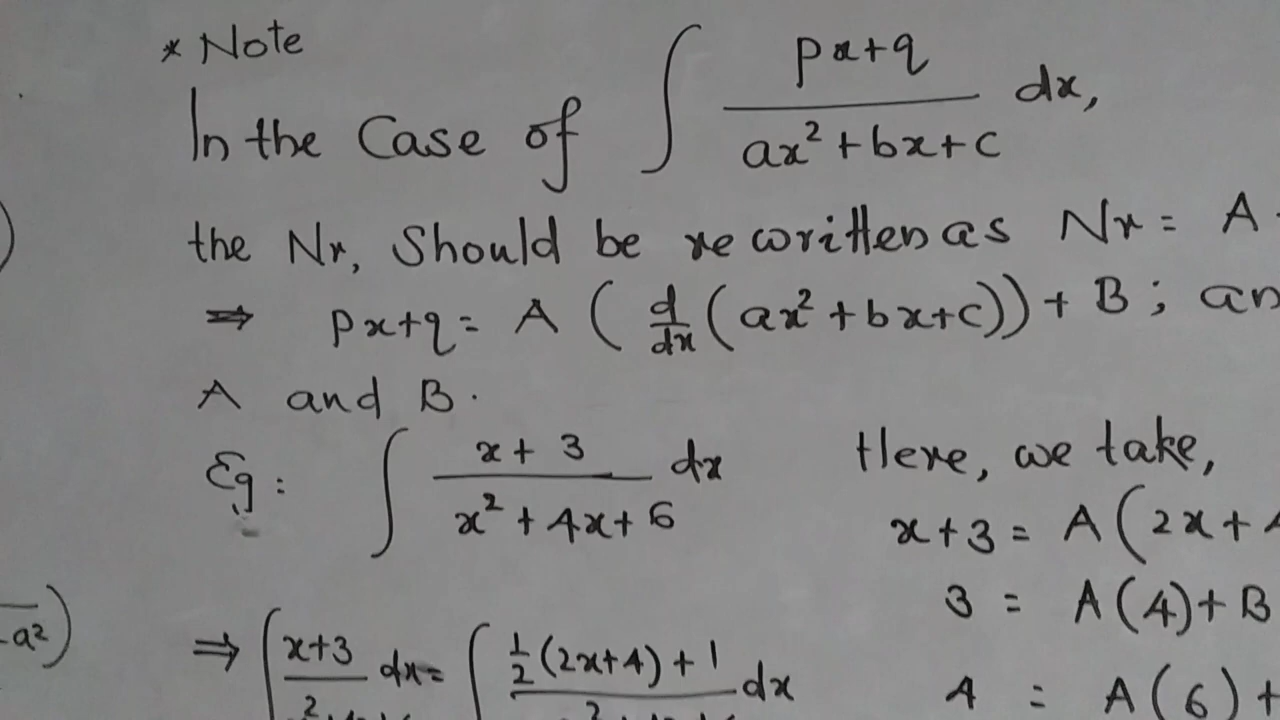 * Note
In the Case of ∫ px+q / ax²+bx+c dx,
the Nr, Should be rewritten as Nr = A
⇒ px+q = A ( d/dx (ax²+bx+c)) + B ; an
A and B.
Eg : ∫ x+3 / x²+4x+6 dx
Here, we take,
x+3 = A(2x+4
3 = A(4)+B
4 = A(6)+
-a²)
⇒ ∫ x+3 / dx = ∫ ½(2x+4)+1 / dx